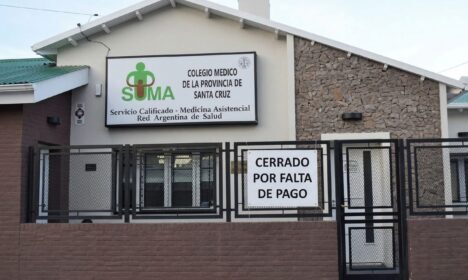 SUMA
COLEGIO MEDICO
DE LA PROVINCIA DE
SANTA CRUZ
Servicio Calificado - Medicina Asistencial
Red Argentina de Salud
CERRADO
POR FALTA
DE PAGO